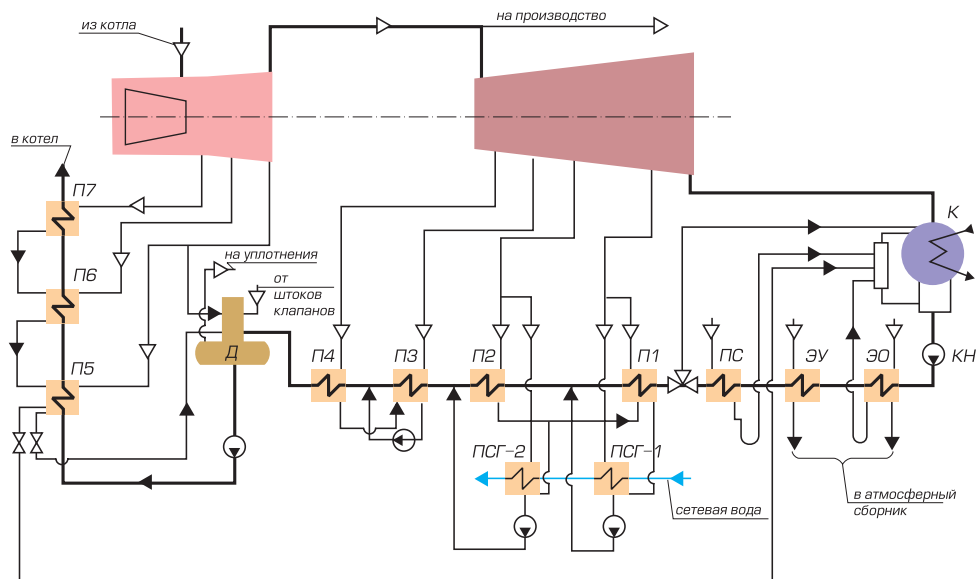 на производство
из котла
в котел
П7
К
на уплотнения
П6
от
штоков
клапанов
Д
П4
П3
П2
П1
ПС
ЭУ
ЭО
КН
П5
ПСГ-2
ПСГ-1
сетевая вода
в атмосферный
сборник